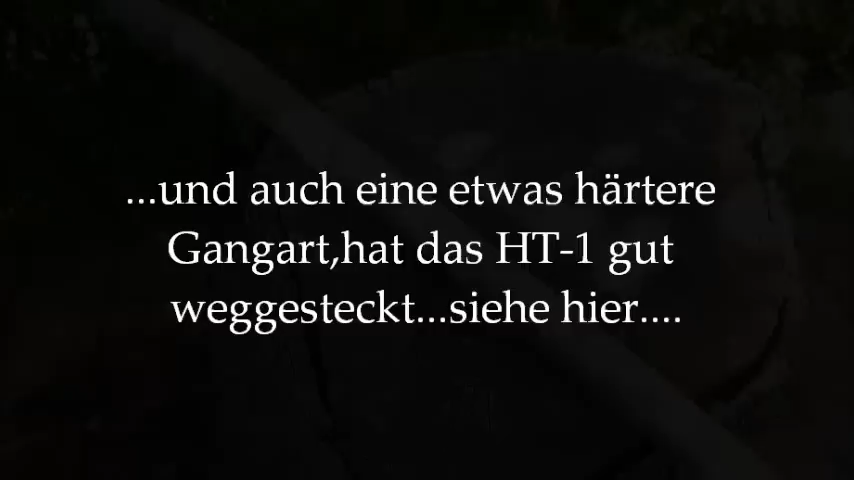 ...und auch eine etwas härtere
Gangart,hat das HT-1 gut
weggesteckt...siehe hier....